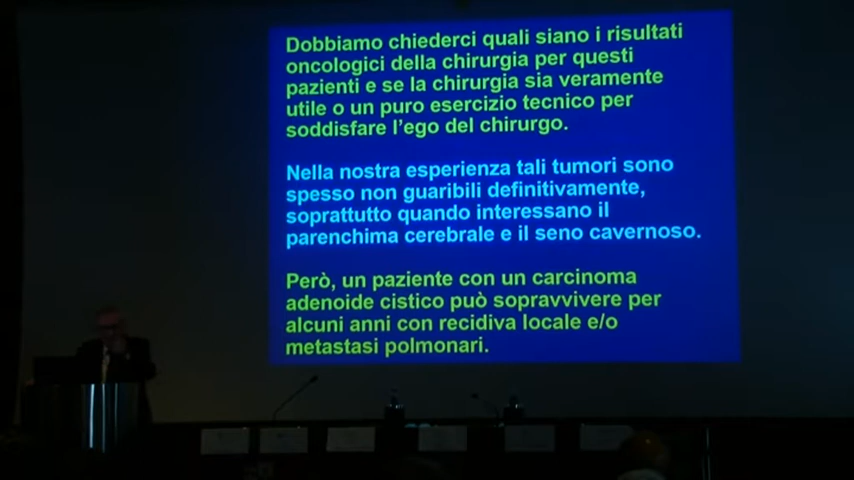 Dobbiamo chiederci quali siano i risultati
oncologici della chirurgia per questi
pazienti e se la chirurgia sia veramente
utile o un puro esercizio tecnico per
soddisfare l'ego del chirurgo.
Nella nostra esperienza tali tumori sono
spesso non guaribili definitivamente,
soprattutto quando interessano il
parenchima cerebrale e il seno cavernoso.
Però, un paziente con un carcinoma
adenoide cistico può sopravvivere per
alcuni anni con recidiva locale e/o
metastasi polmonari.